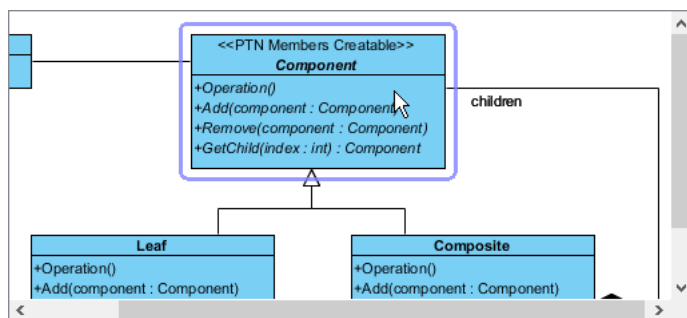 <<PTN Members Creatable>>
Component
+Operation()
+Add(component : Component)
+Remove(component : Component)
+GetChild(index : int) : Component
children
Leaf
+Operation()
+Add(component : Component)
Composite
+Operation()
+Add(component : Component)